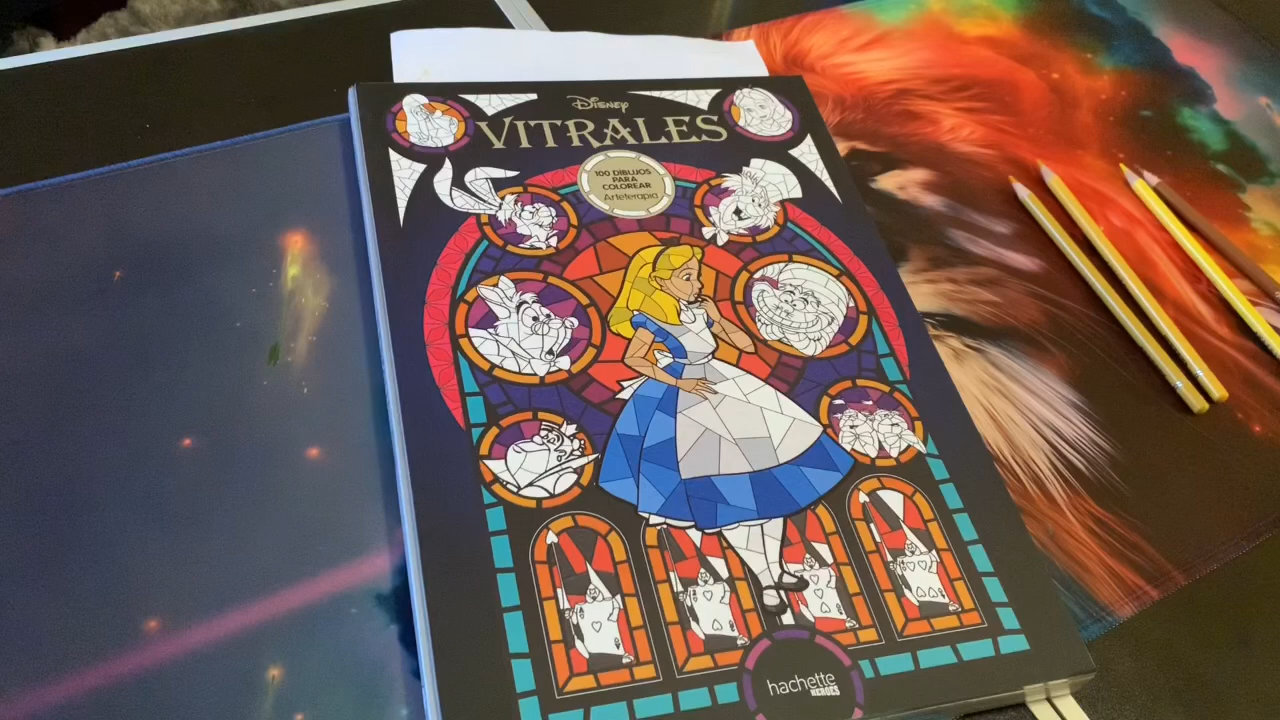 Disney
VITRALES
100 DIBUJOS
PARA
COLOREAR
Arteterapia
hachette
HEROES